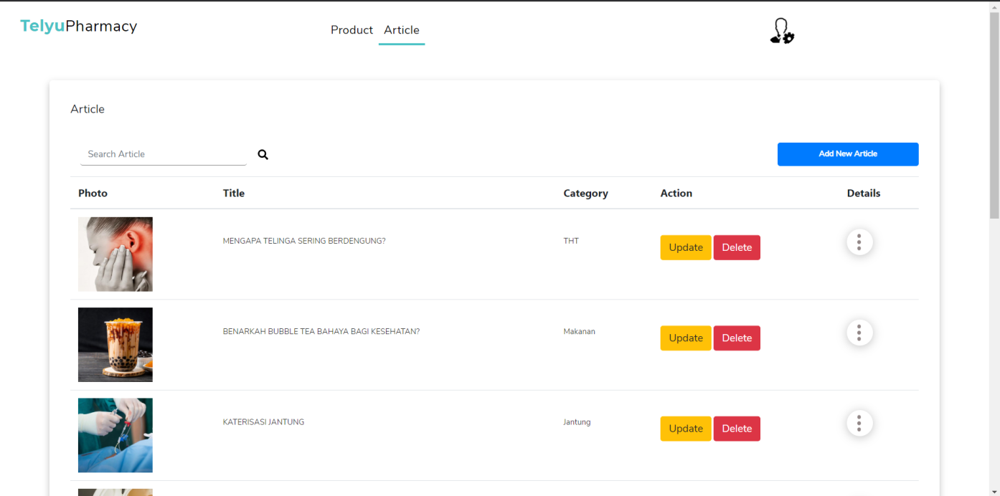 TelyuPharmacy
Product Article
Article
Search Article
Add New Article
Photo Title Category Action Details
MENGAPA TELINGA SERING BERDENGUNG? THT Update Delete
BENARKAH BUBBLE TEA BAHAYA BAGI KESEHATAN? Makanan Update Delete
KATERISASI JANTUNG Jantung Update Delete